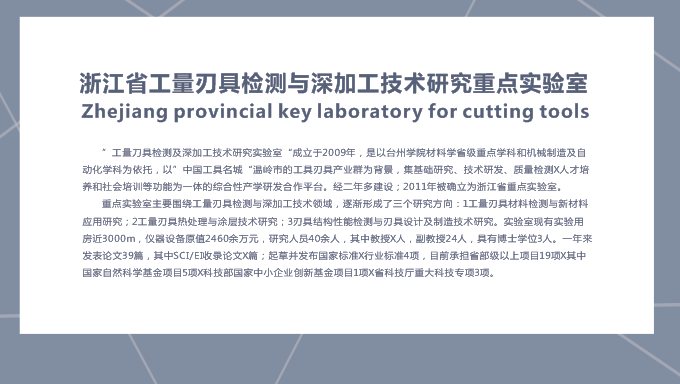 浙江省工量刃具检测与深加工技术研究重点实验室
Zhejiang provincial key laboratory for cutting tools
”工量刀具检测及深加工技术研究实验室“成立于2009年，是以台州学院材料学省级重点学科和机械制造及自
动化学科为依托，以”中国工具名城“温岭市的工具刃具产业群为背景，集基础研究、技术研发、质量检测X人才培
养和社会培训等功能为一体的综合性产学研发合作平台。经二年多建设；2011年被确立为浙江省重点实验室。
重点实验室主要围绕工量刃具检测与深加工技术领域，逐渐形成了三个研究方向：1工量刃具材料检测与新材料
应用研究；2工量刃具热处理与涂层技术研究；3刃具结构性能检测与刃具设计及制造技术研究。实验室现有实验用
房近3000m，仪器设备原值2460余万元，研究人员40余人，其中教授X人，副教授24人，具有博士学位3人。一年来
发表论文39篇，其中SCI/EI收录论文X篇；起草并发布国家标准X行业标准4项，目前承担省部级以上项目19项X其中
国家自然科学基金项目5项X科技部国家中小企业创新基金项目1项X省科技厅重大科技专项3项。